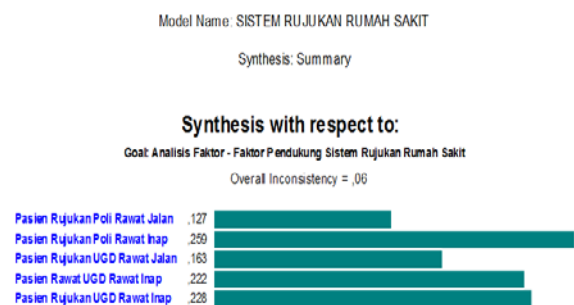 Model Name: SISTEM RUJUKAN RUMAH SAKIT
Synthesis: Summary
Synthesis with respect to:
Goal: Analisis Faktor - Faktor Pendukung Sistem Rujukan Rumah Sakit
Overall Inconsistency = ,06
Pasien Rujukan Poli Rawat Jalan ,127
Pasien Rujukan Poli Rawat Inap ,259
Pasien Rujukan UGD Rawat Jalan ,163
Pasien Rawat UGD Rawat Inap ,222
Pasien Rujukan UGD Rawat Inap ,228